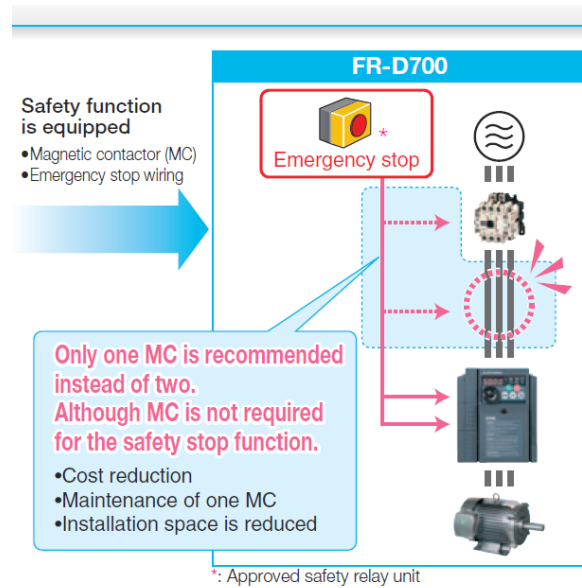 FR-D700
Safety function
is equipped
•Magnetic contactor (MC)
•Emergency stop wiring
*
Emergency stop
Only one MC is recommended
instead of two.
Although MC is not required
for the safety stop function.
•Cost reduction
•Maintenance of one MC
•Installation space is reduced
*: Approved safety relay unit